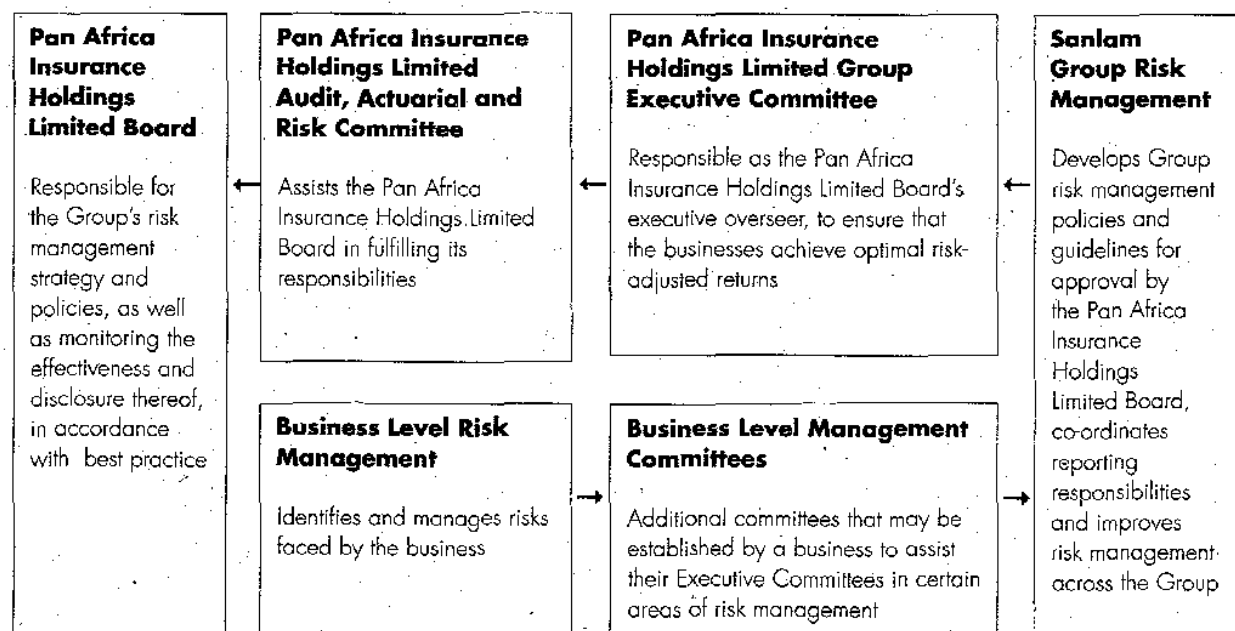 Pan Africa
Insurance
Holdings
Limited Board
Responsible for
the Group's risk
management
strategy and
policies, as well
as monitoring the
effectiveness and
disclosure thereof,
in accordance
with best practice
Pan Africa Insurance
Holdings Limited
Audit, Actuarial and
Risk Committee
Assists the Pan Africa
Insurance Holdings Limited
Board in fulfilling its
responsibilities
Pan Africa Insurance
Holdings Limited Group
Executive Committee
Responsible as the Pan Africa
Insurance Holdings Limited Board's
executive overseer, to ensure that
the businesses achieve optimal risk-
adjusted returns
Sanlam
Group Risk
Management
Develops Group
risk management
policies and
guidelines for
approval by
the Pan Africa
Insurance
Holdings
Limited Board,
co-ordinates
reporting
responsibilities
and improves
risk management
across the Group
Business Level Risk
Management
Identifies and manages risks
faced by the business
Business Level Management
Committees
Additional committees that may be
established by a business to assist
their Executive Committees in certain
areas of risk management